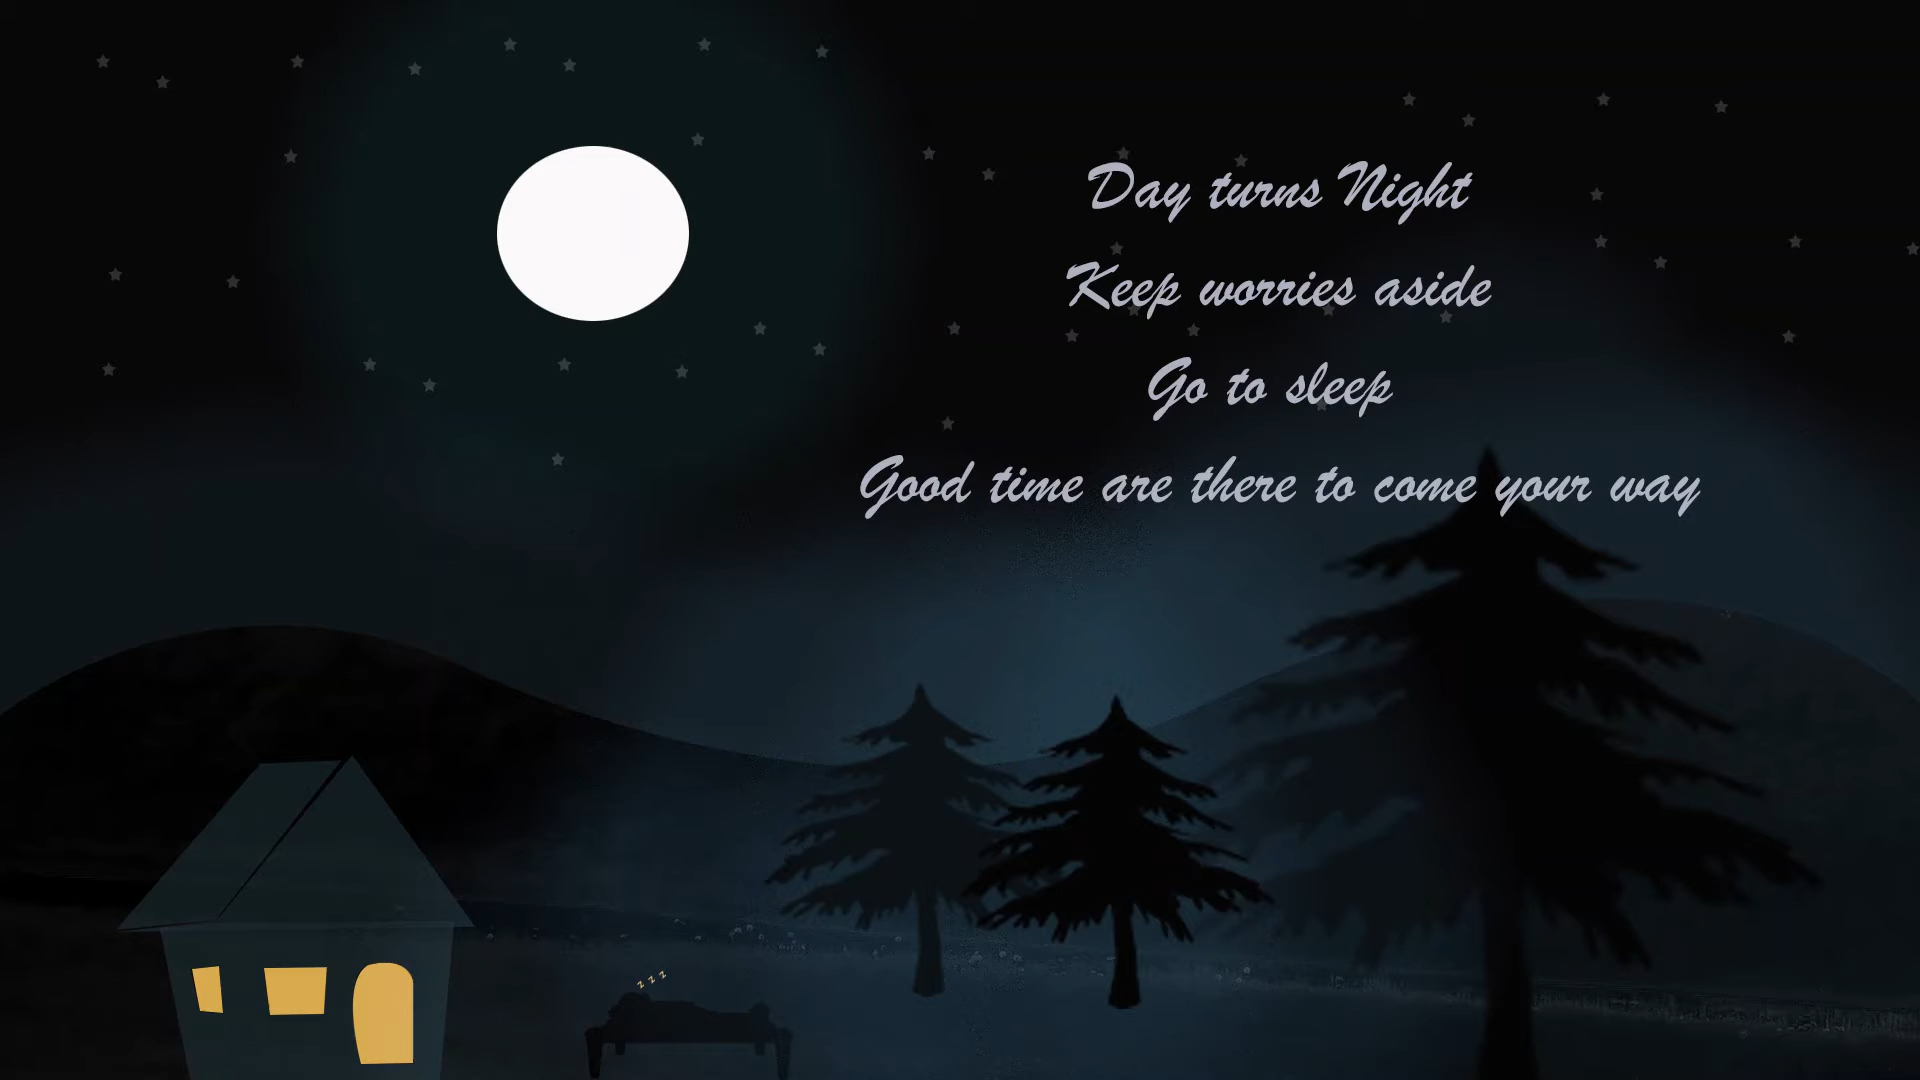 Day turns Night
Keep worries aside
Go to sleep
Good time are there to come your way
z z z